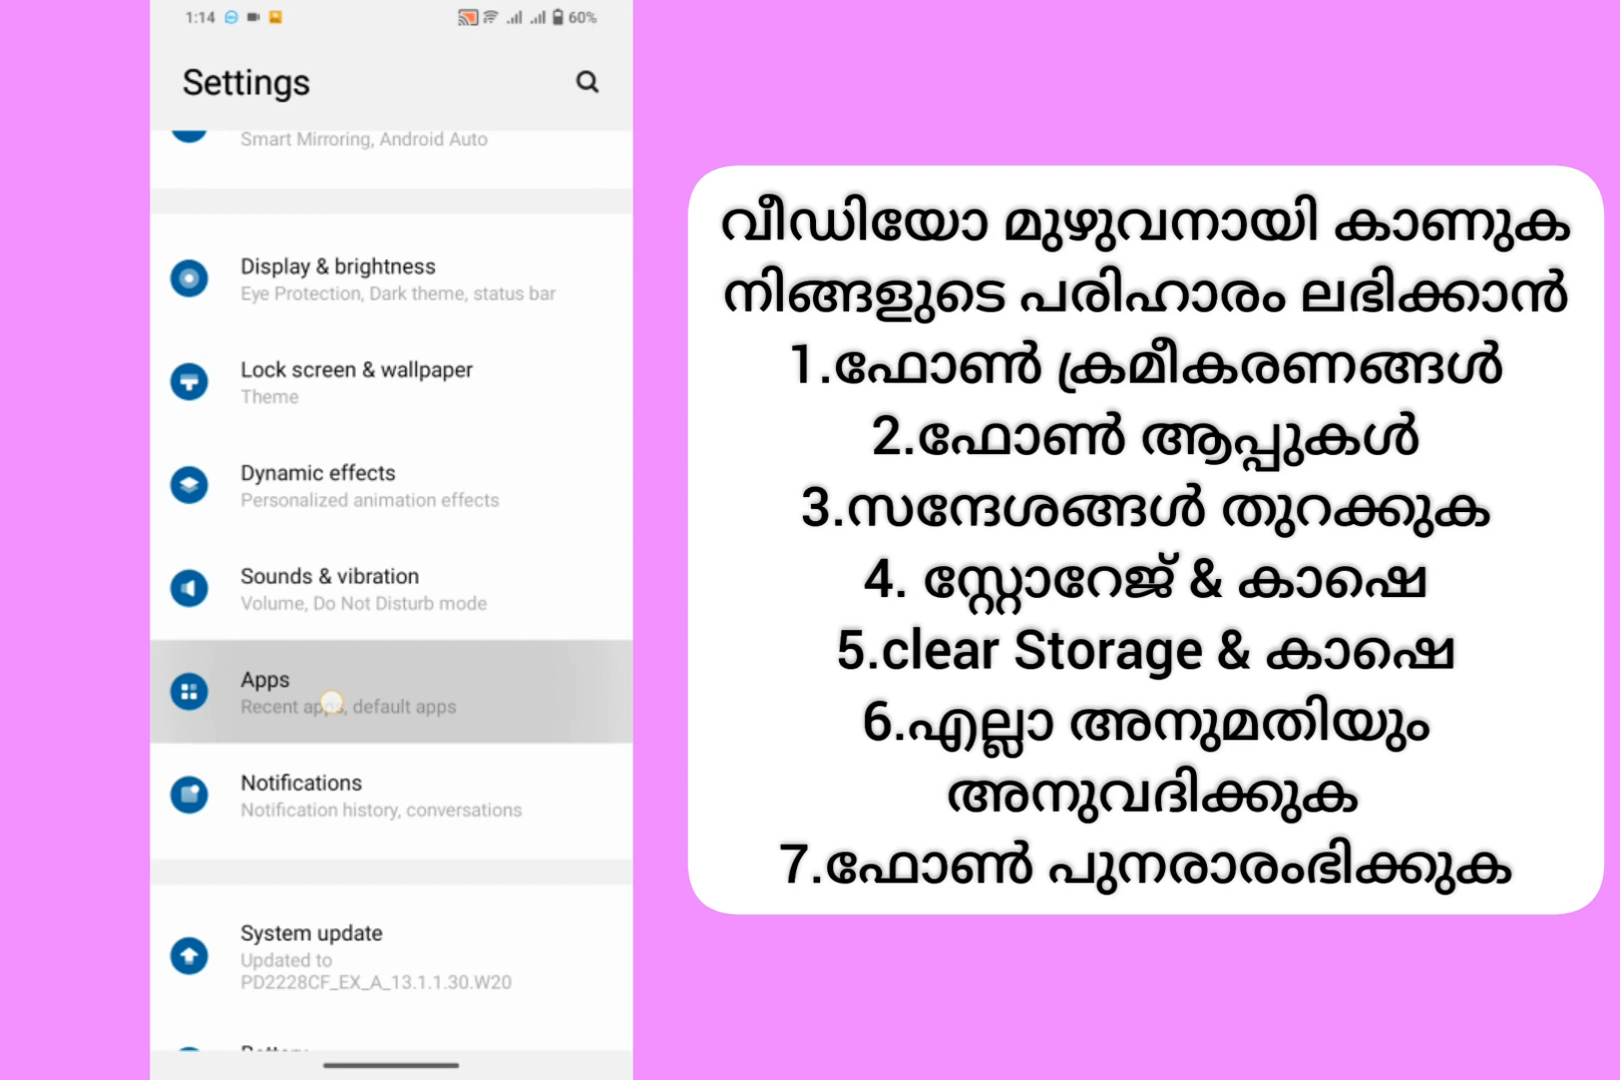 1:14
60%
Settings
Smart Mirroring, Android Auto
Display & brightness
Eye Protection, Dark theme, status bar
Lock screen & wallpaper
Theme
Dynamic effects
Personalized animation effects
Sounds & vibration
Volume, Do Not Disturb mode
Apps
Recent apps, default apps
Notifications
Notification history, conversations
System update
Updated to
PD2228CF_EX_A_13.1.1.30.W20
വീഡിയോ മുഴുവനായി കാണുക
നിങ്ങളുടെ പരിഹാരം ലഭിക്കാൻ
1.ഫോൺ ക്രമീകരണങ്ങൾ
2.ഫോൺ ആപ്പുകൾ
3.സന്ദേശങ്ങൾ തുറക്കുക
4. സ്റ്റോറേജ് & കാഷെ
5.clear Storage & കാഷെ
6.എല്ലാ അനുമതിയും
അനുവദിക്കുക
7.ഫോൺ പുനരാരംഭിക്കുക